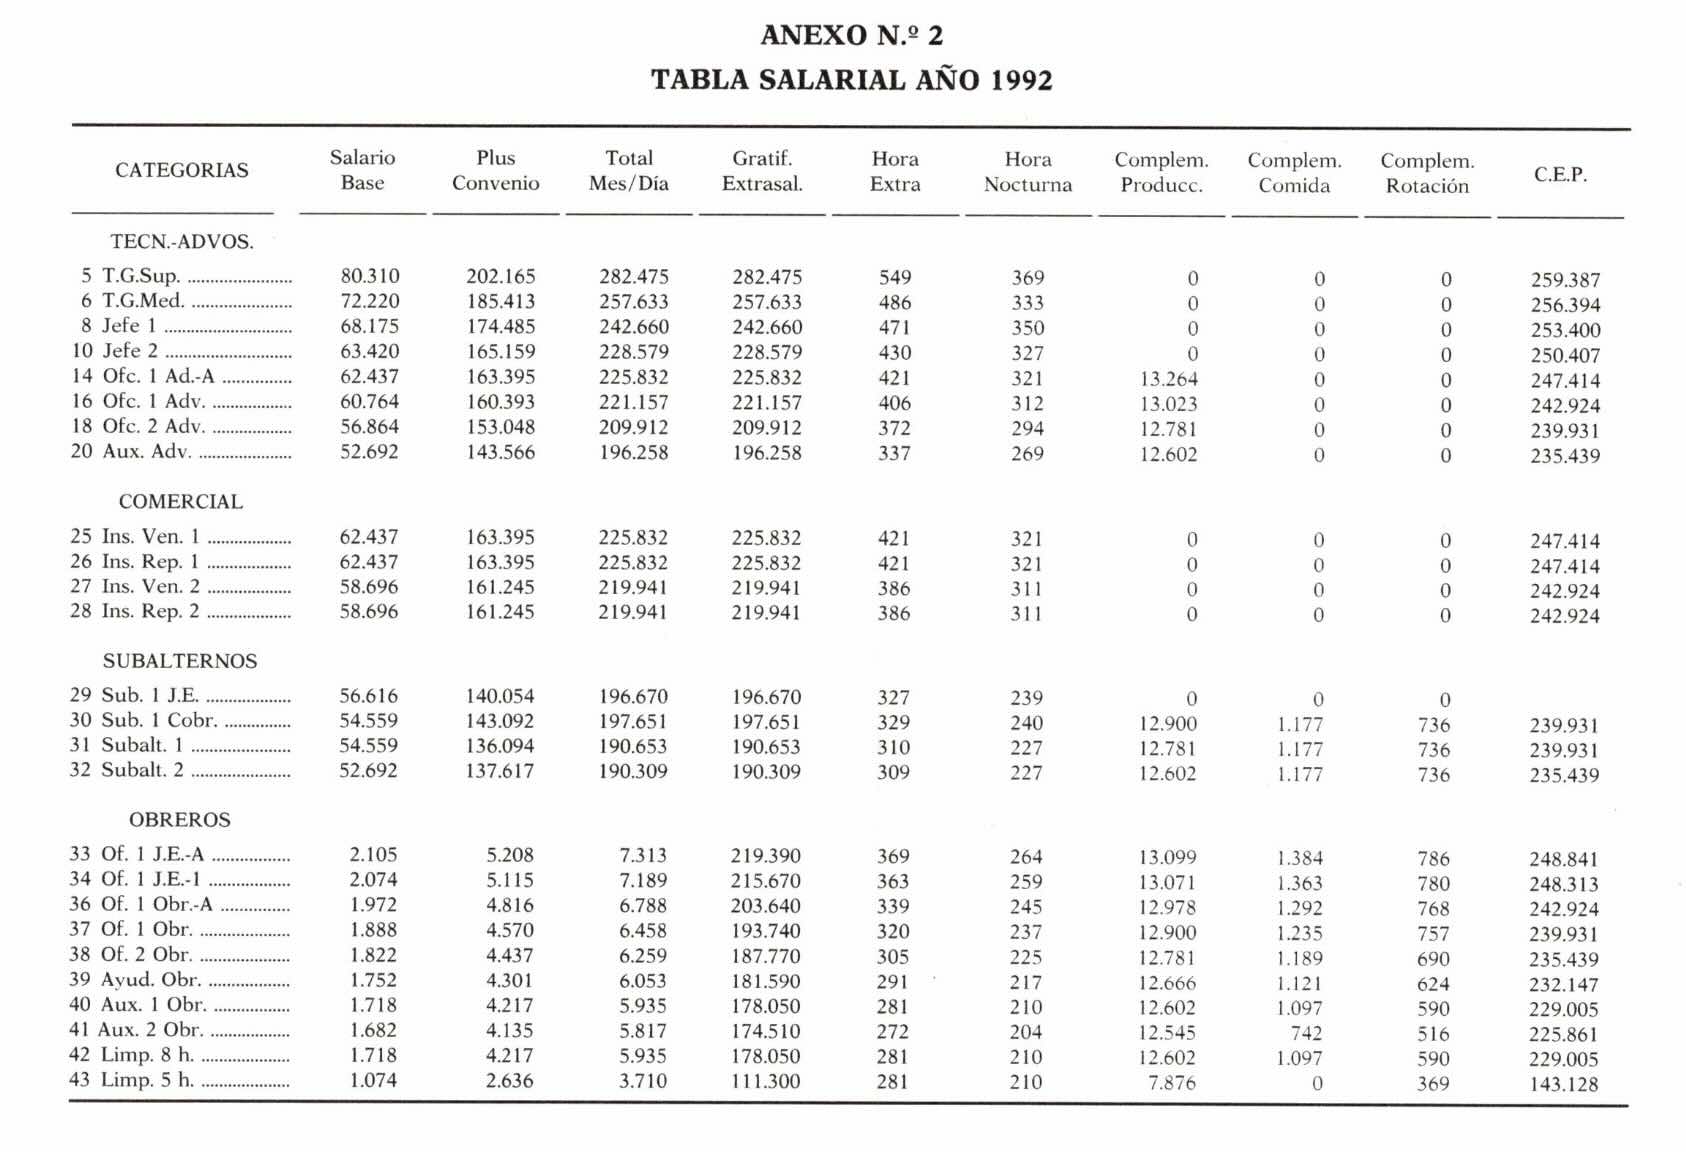 ANEXO N.º 2
TABLA SALARIAL AÑO 1992
CATEGORIAS Salario Base Plus Convenio Total Mes/Día Gratif. Extrasal. Hora Extra Hora Nocturna Complem. Producc. Complem. Comida Complem. Rotación C.E.P.
TECN.-ADVOS.
5 T.G.Sup. ....................... 80.310 202.165 282.475 282.475 549 369 0 0 0 259.387
6 T.G.Med. ...................... 72.220 185.413 257.633 257.633 486 333 0 0 0 256.394
8 Jefe 1 ............................ 68.175 174.485 242.660 242.660 471 350 0 0 0 253.400
10 Jefe 2 ............................ 63.420 165.159 228.579 228.579 430 327 0 0 0 250.407
14 Ofc. 1 Ad.-A ............... 62.437 163.395 225.832 225.832 421 321 13.264 0 0 247.414
16 Ofc. 1 Adv. .................. 60.764 160.393 221.157 221.157 406 312 13.023 0 0 242.924
18 Ofc. 2 Adv. .................. 56.864 153.048 209.912 209.912 372 294 12.781 0 0 239.931
20 Aux. Adv. ..................... 52.692 143.566 196.258 196.258 337 269 12.602 0 0 235.439
COMERCIAL
25 Ins. Ven. 1 ................... 62.437 163.395 225.832 225.832 421 321 0 0 0 247.414
26 Ins. Rep. 1 ................... 62.437 163.395 225.832 225.832 421 321 0 0 0 247.414
27 Ins. Ven. 2 ................... 58.696 161.245 219.941 219.941 386 311 0 0 0 242.924
28 Ins. Rep. 2 ................... 58.696 161.245 219.941 219.941 386 311 0 0 0 242.924
SUBALTERNOS
29 Sub. 1 J.E. ................... 56.616 140.054 196.670 196.670 327 239 0 0 0
30 Sub. 1 Cobr. ............... 54.559 143.092 197.651 197.651 329 240 12.900 1.177 736 239.931
31 Subalt. 1 ...................... 54.559 136.094 190.653 190.653 310 227 12.781 1.177 736 239.931
32 Subalt. 2 ...................... 52.692 137.617 190.309 190.309 309 227 12.602 1.177 736 235.439
OBREROS
33 Of. 1 J.E.-A ................. 2.105 5.208 7.313 219.390 369 264 13.099 1.384 786 248.841
34 Of. 1 J.E.-1 .................. 2.074 5.115 7.189 215.670 363 259 13.071 1.363 780 248.313
36 Of. 1 Obr.-A ............... 1.972 4.816 6.788 203.640 339 245 12.978 1.292 768 242.924
37 Of. 1 Obr. .................... 1.888 4.570 6.458 193.740 320 237 12.900 1.235 757 239.931
38 Of. 2 Obr. .................... 1.822 4.437 6.259 187.770 305 225 12.781 1.189 690 235.439
39 Ayud. Obr. .................. 1.752 4.301 6.053 181.590 291 217 12.666 1.121 624 232.147
40 Aux. 1 Obr. ................. 1.718 4.217 5.935 178.050 281 210 12.602 1.097 590 229.005
41 Aux. 2 Obr. .................. 1.682 4.135 5.817 174.510 272 204 12.545 742 516 225.861
42 Limp. 8 h. .................... 1.718 4.217 5.935 178.050 281 210 12.602 1.097 590 229.005
43 Limp. 5 h. .................... 1.074 2.636 3.710 111.300 281 210 7.876 0 369 143.128